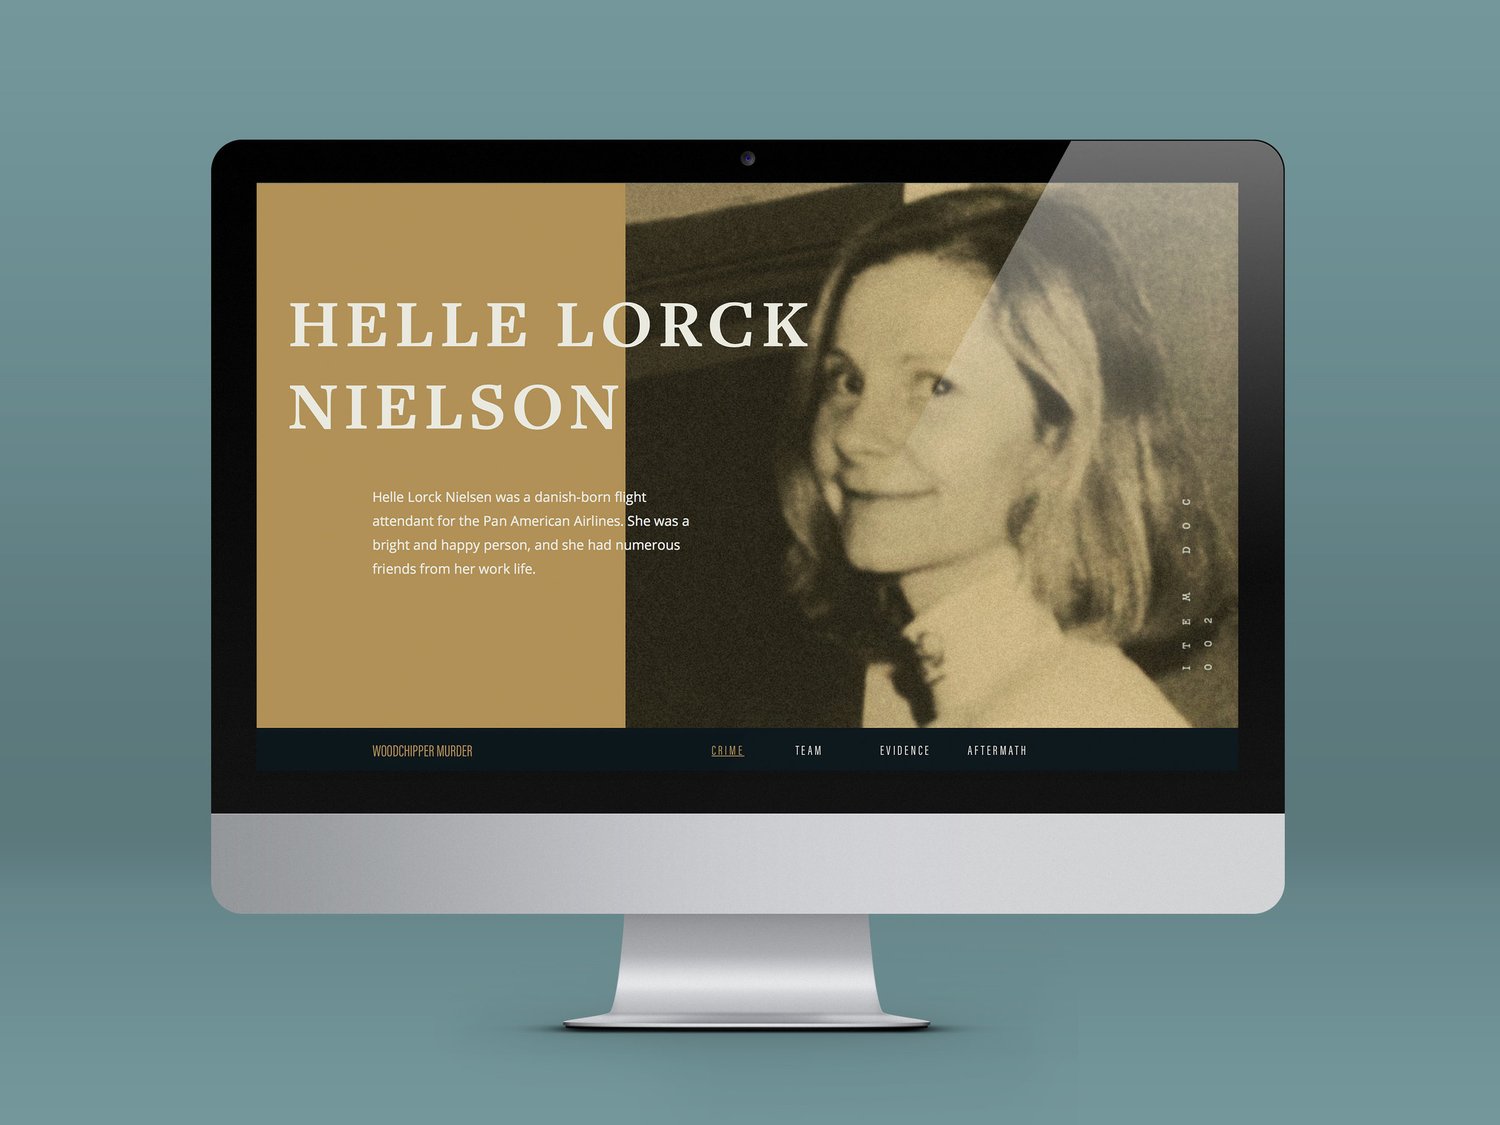 HELLE LORCK
NIELSON
Helle Lorck Nielsen was a danish-born flight
attendant for the Pan American Airlines. She was a
bright and happy person, and she had numerous
friends from her work life.
ITEM DOC
002
WOODCHIPPER MURDER
CRIME
TEAM
EVIDENCE
AFTERMATH